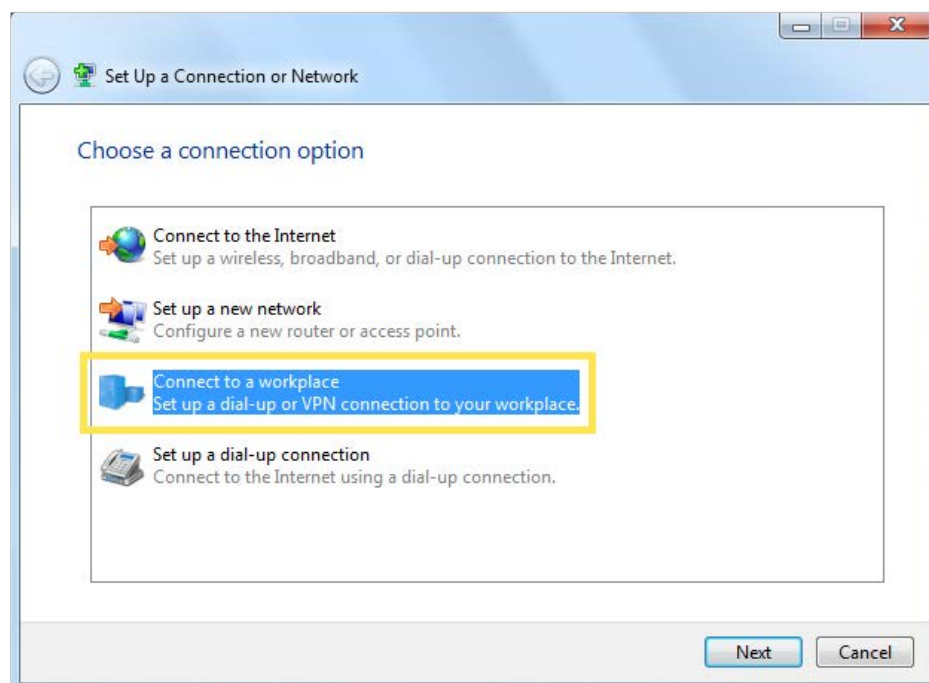 Set Up a Connection or Network
Choose a connection option
Connect to the Internet
Set up a wireless, broadband, or dial-up connection to the Internet.
Set up a new network
Configure a new router or access point.
Connect to a workplace
Set up a dial-up or VPN connection to your workplace.
Set up a dial-up connection
Connect to the Internet using a dial-up connection.
Next Cancel